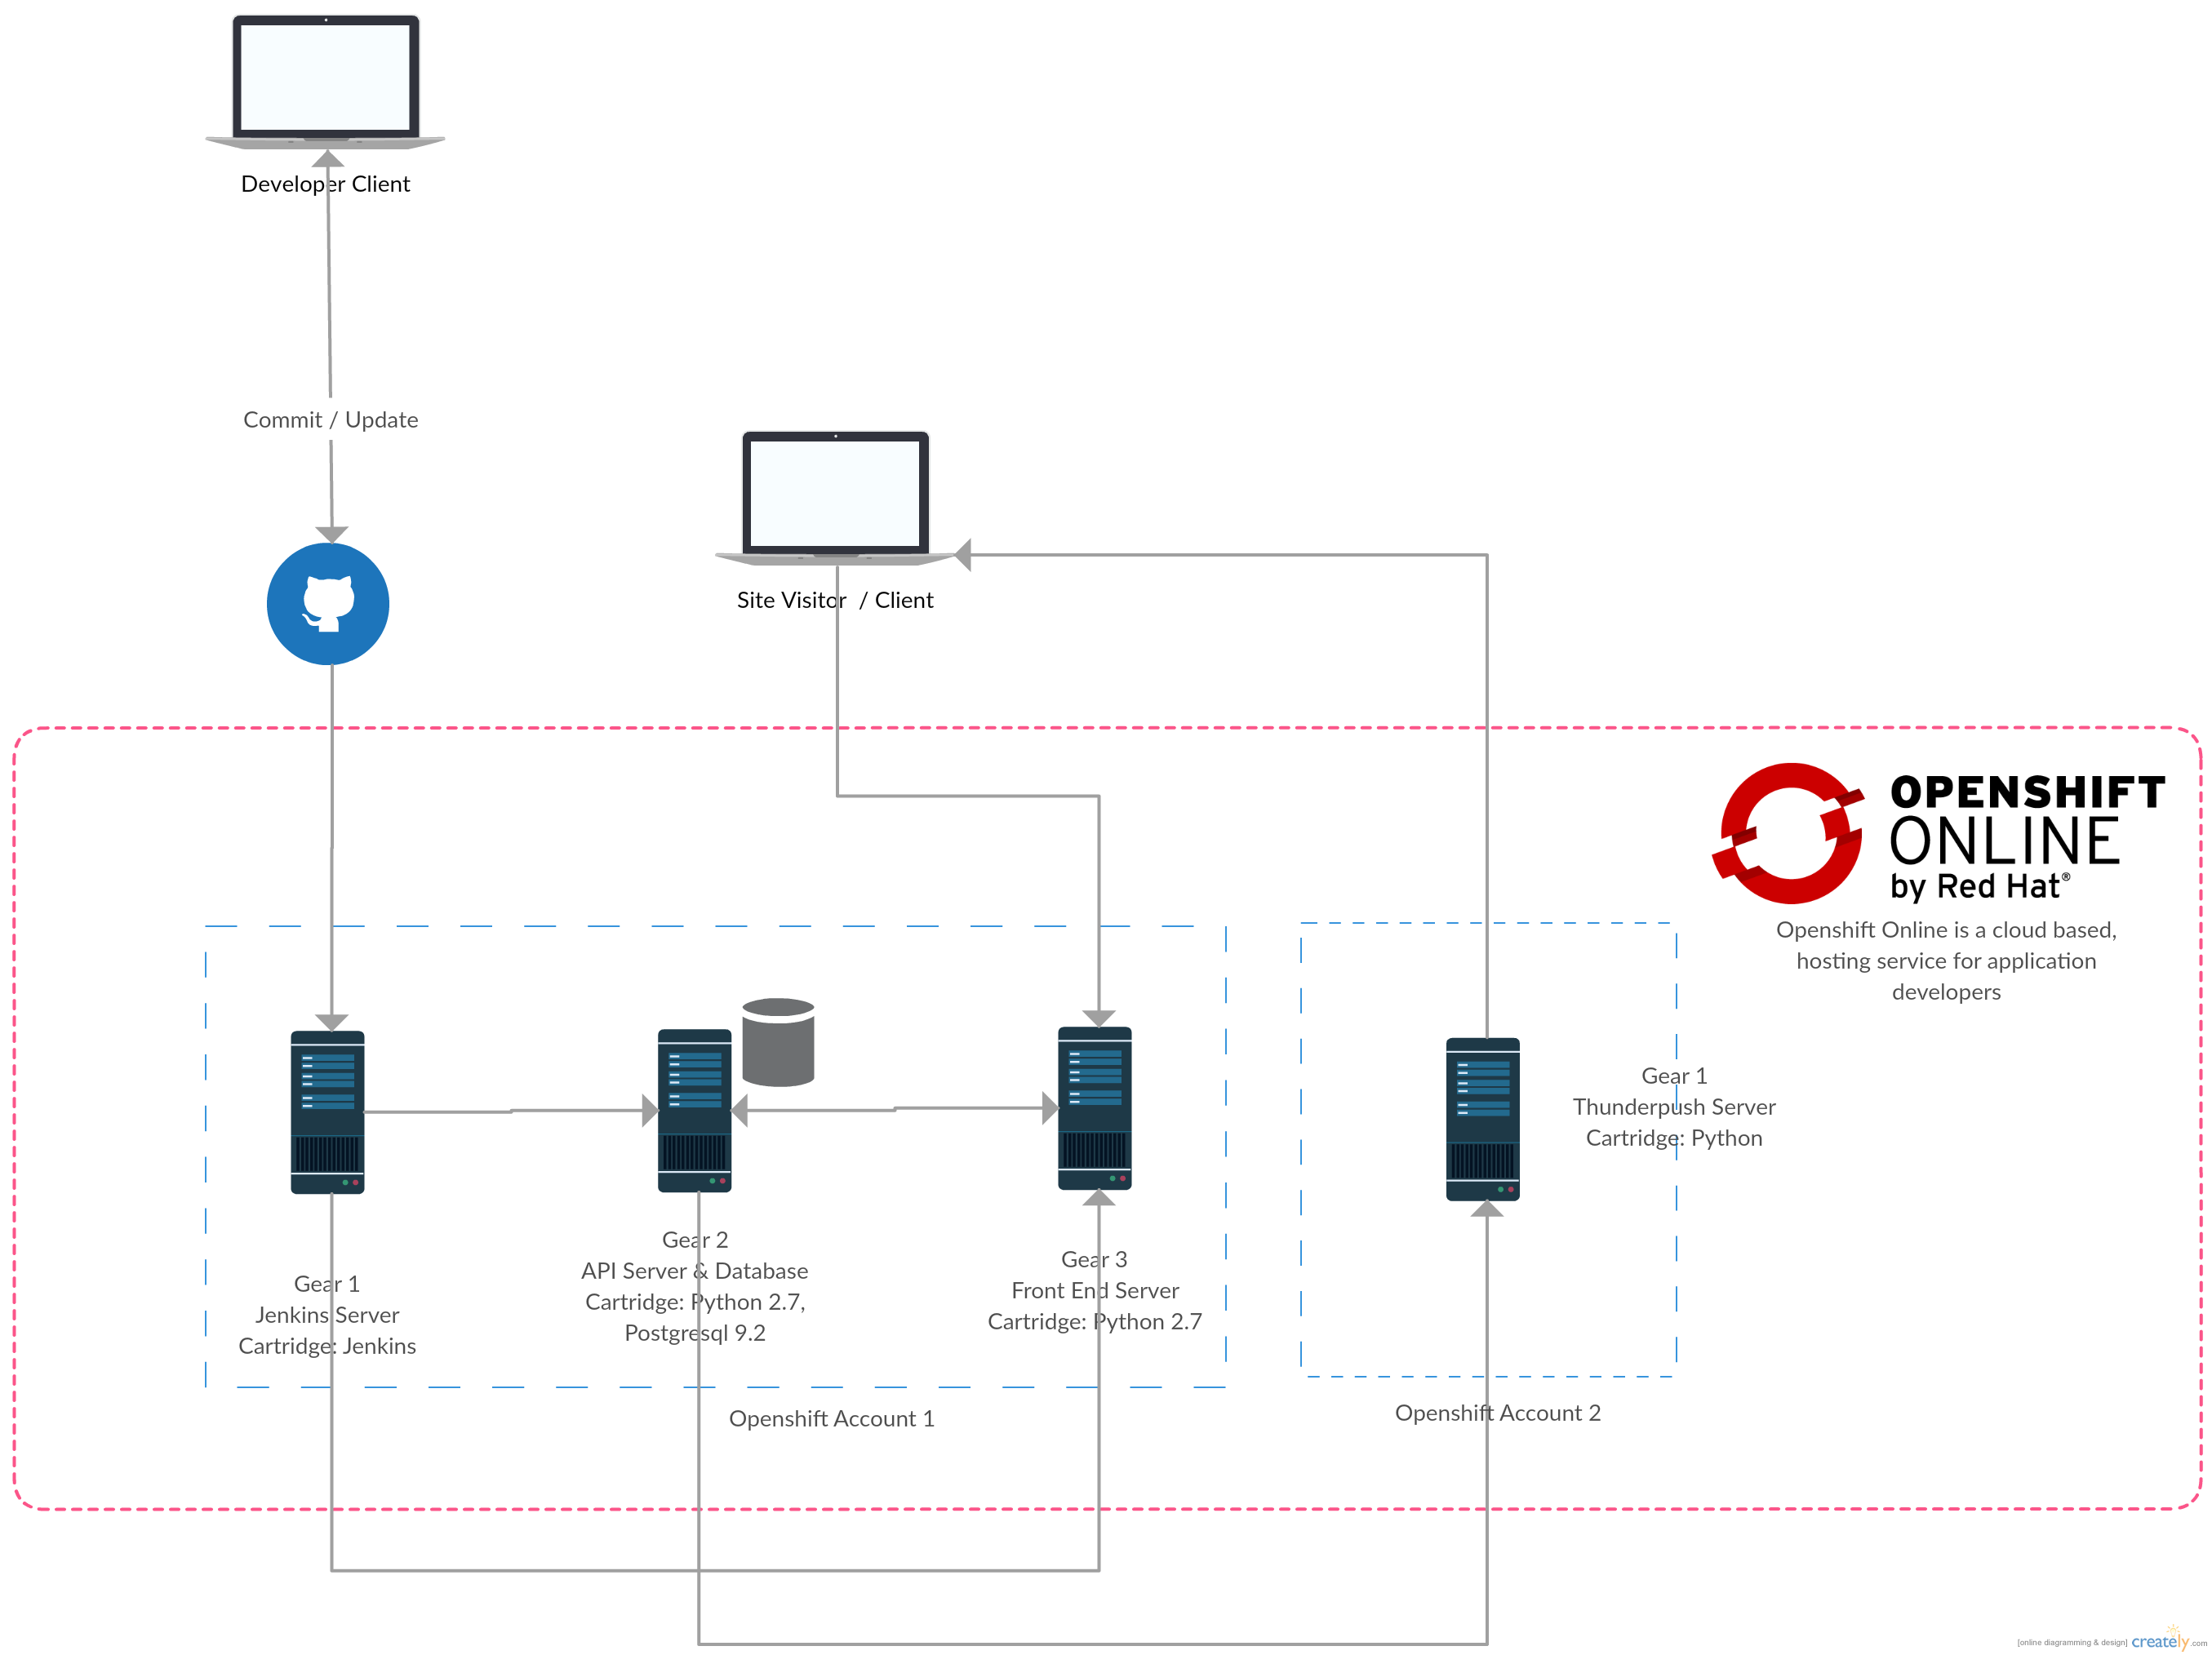 Developer Client
Commit / Update
Site Visitor / Client
OPENSHIFT
ONLINE
by Red Hat®
Openshift Online is a cloud based,
hosting service for application
developers
Gear 1
Jenkins Server
Cartridge: Jenkins
Gear 2
API Server & Database
Cartridge: Python 2.7,
Postgresql 9.2
Gear 3
Front End Server
Cartridge: Python 2.7
Openshift Account 1
Gear 1
Thunderpush Server
Cartridge: Python
Openshift Account 2
[online diagramming & design] creately.com